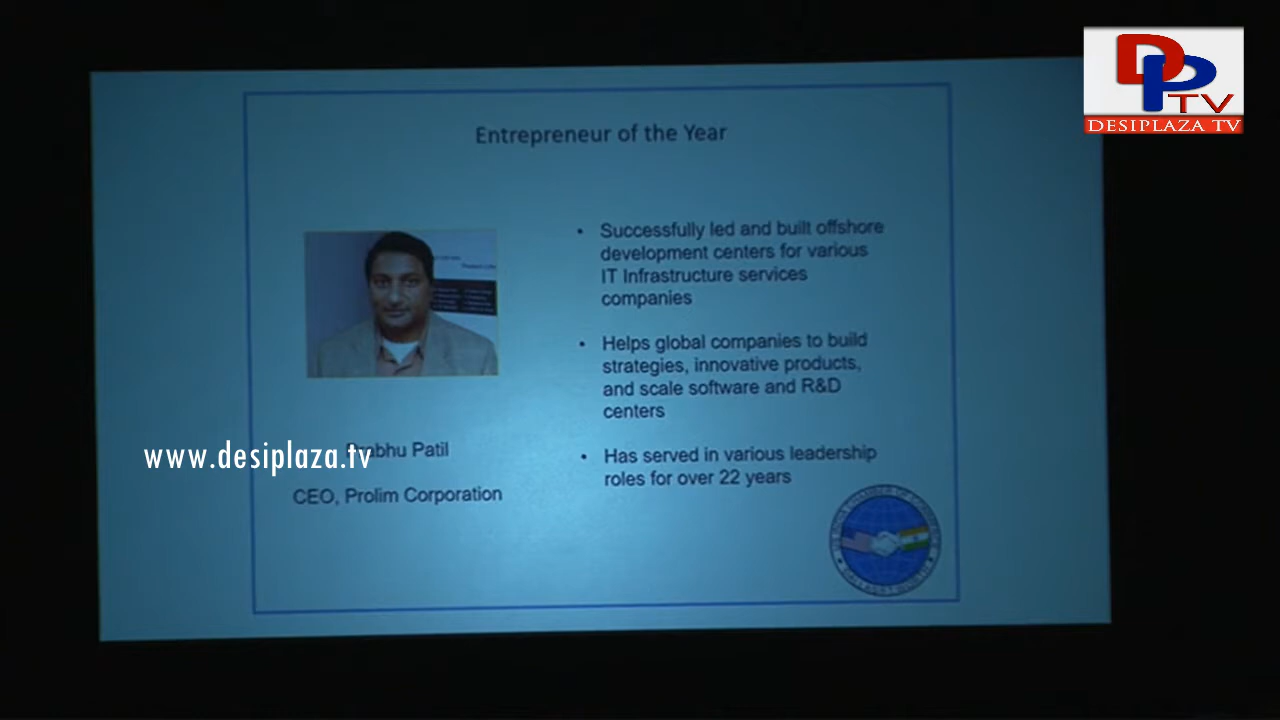 DP
TV
DESIPLAZA TV
Entrepreneur of the Year
• Successfully led and built offshore
development centers for various
IT Infrastructure services
companies
• Helps global companies to build
strategies, innovative products,
and scale software and R&D
centers
• Has served in various leadership
roles for over 22 years
Prabhu Patil
www.desiplaza.tv
CEO, Prolim Corporation